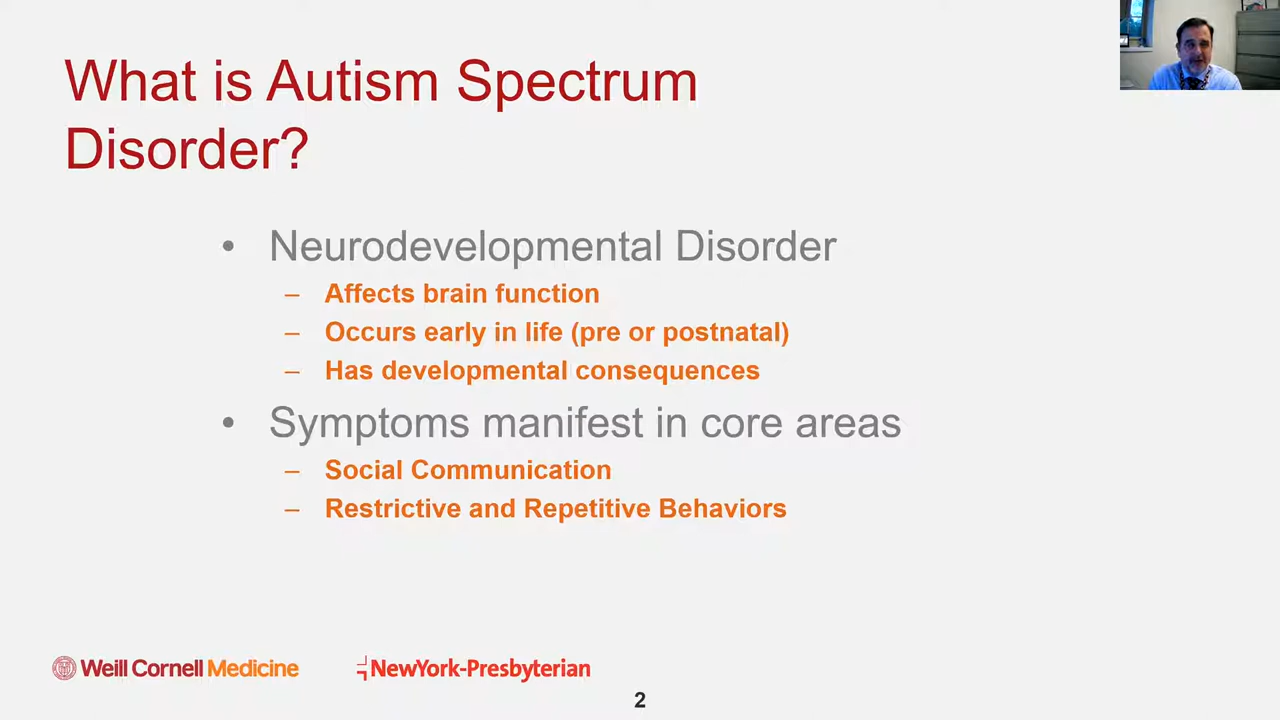 What is Autism Spectrum
Disorder?
• Neurodevelopmental Disorder
– Affects brain function
– Occurs early in life (pre or postnatal)
– Has developmental consequences
• Symptoms manifest in core areas
– Social Communication
– Restrictive and Repetitive Behaviors
Weill Cornell Medicine
NewYork-Presbyterian
2